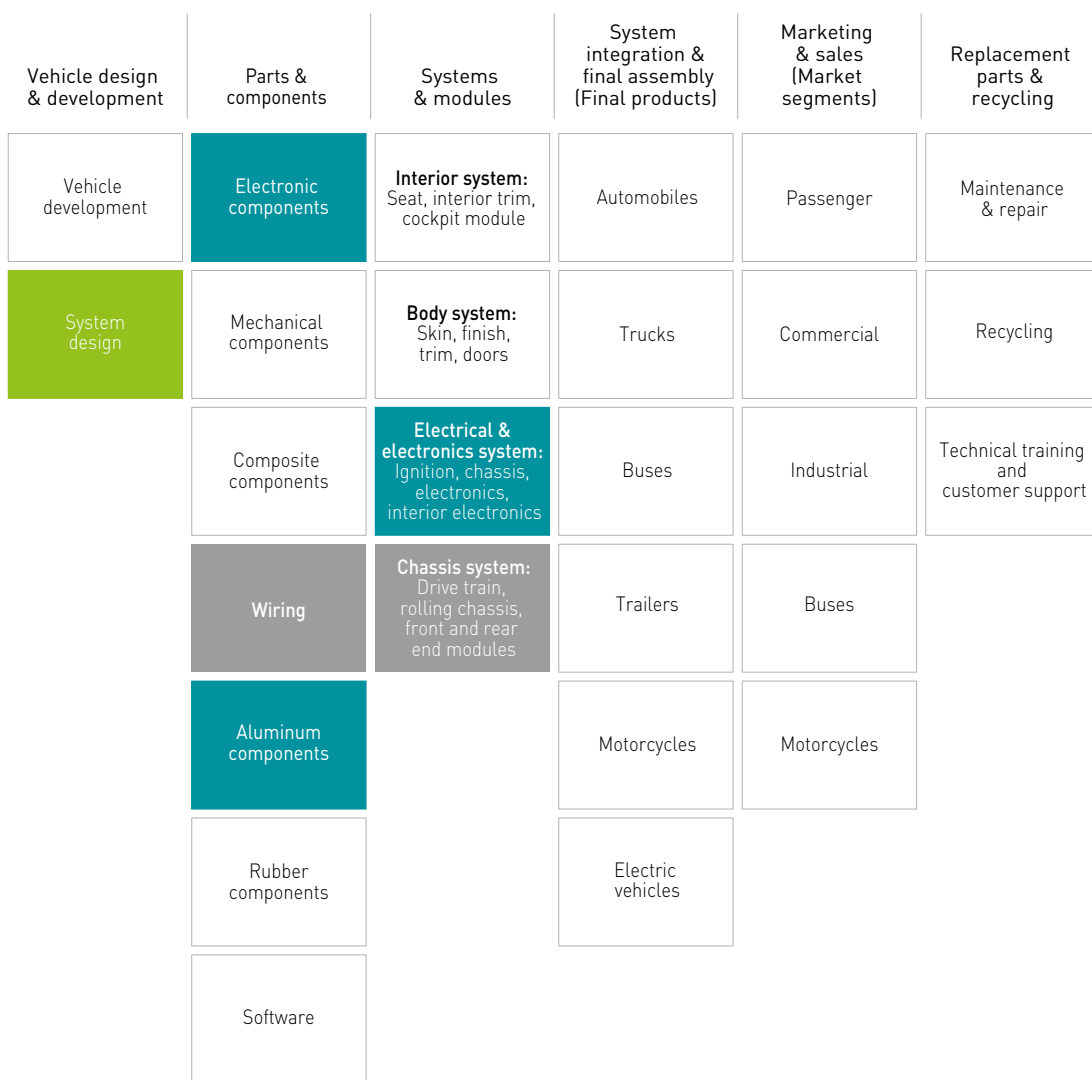 Vehicle design
& development
Parts &
components
Systems
& modules
System
integration &
final assembly
(Final products)
Marketing
& sales
(Market
segments)
Replacement
parts &
recycling
Vehicle
development
Electronic
components
Interior system:
Seat, interior trim,
cockpit module
Automobiles
Passenger
Maintenance
& repair
System
design
Mechanical
components
Body system:
Skin, finish,
trim, doors
Trucks
Commercial
Recycling
Composite
components
Electrical &
electronics system:
Ignition, chassis,
electronics,
interior electronics
Buses
Industrial
Technical training
and
customer support
Wiring
Chassis system:
Drive train,
rolling chassis,
front and rear
end modules
Trailers
Buses
Aluminum
components
Motorcycles
Motorcycles
Rubber
components
Electric
vehicles
Software